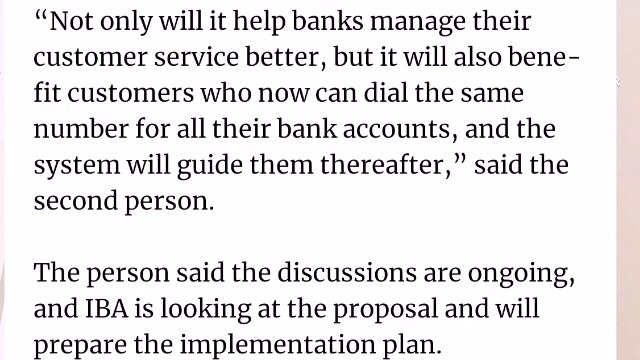 “Not only will it help banks manage their
customer service better, but it will also bene-
fit customers who now can dial the same
number for all their bank accounts, and the
system will guide them thereafter,” said the
second person.
The person said the discussions are ongoing,
and IBA is looking at the proposal and will
prepare the implementation plan.